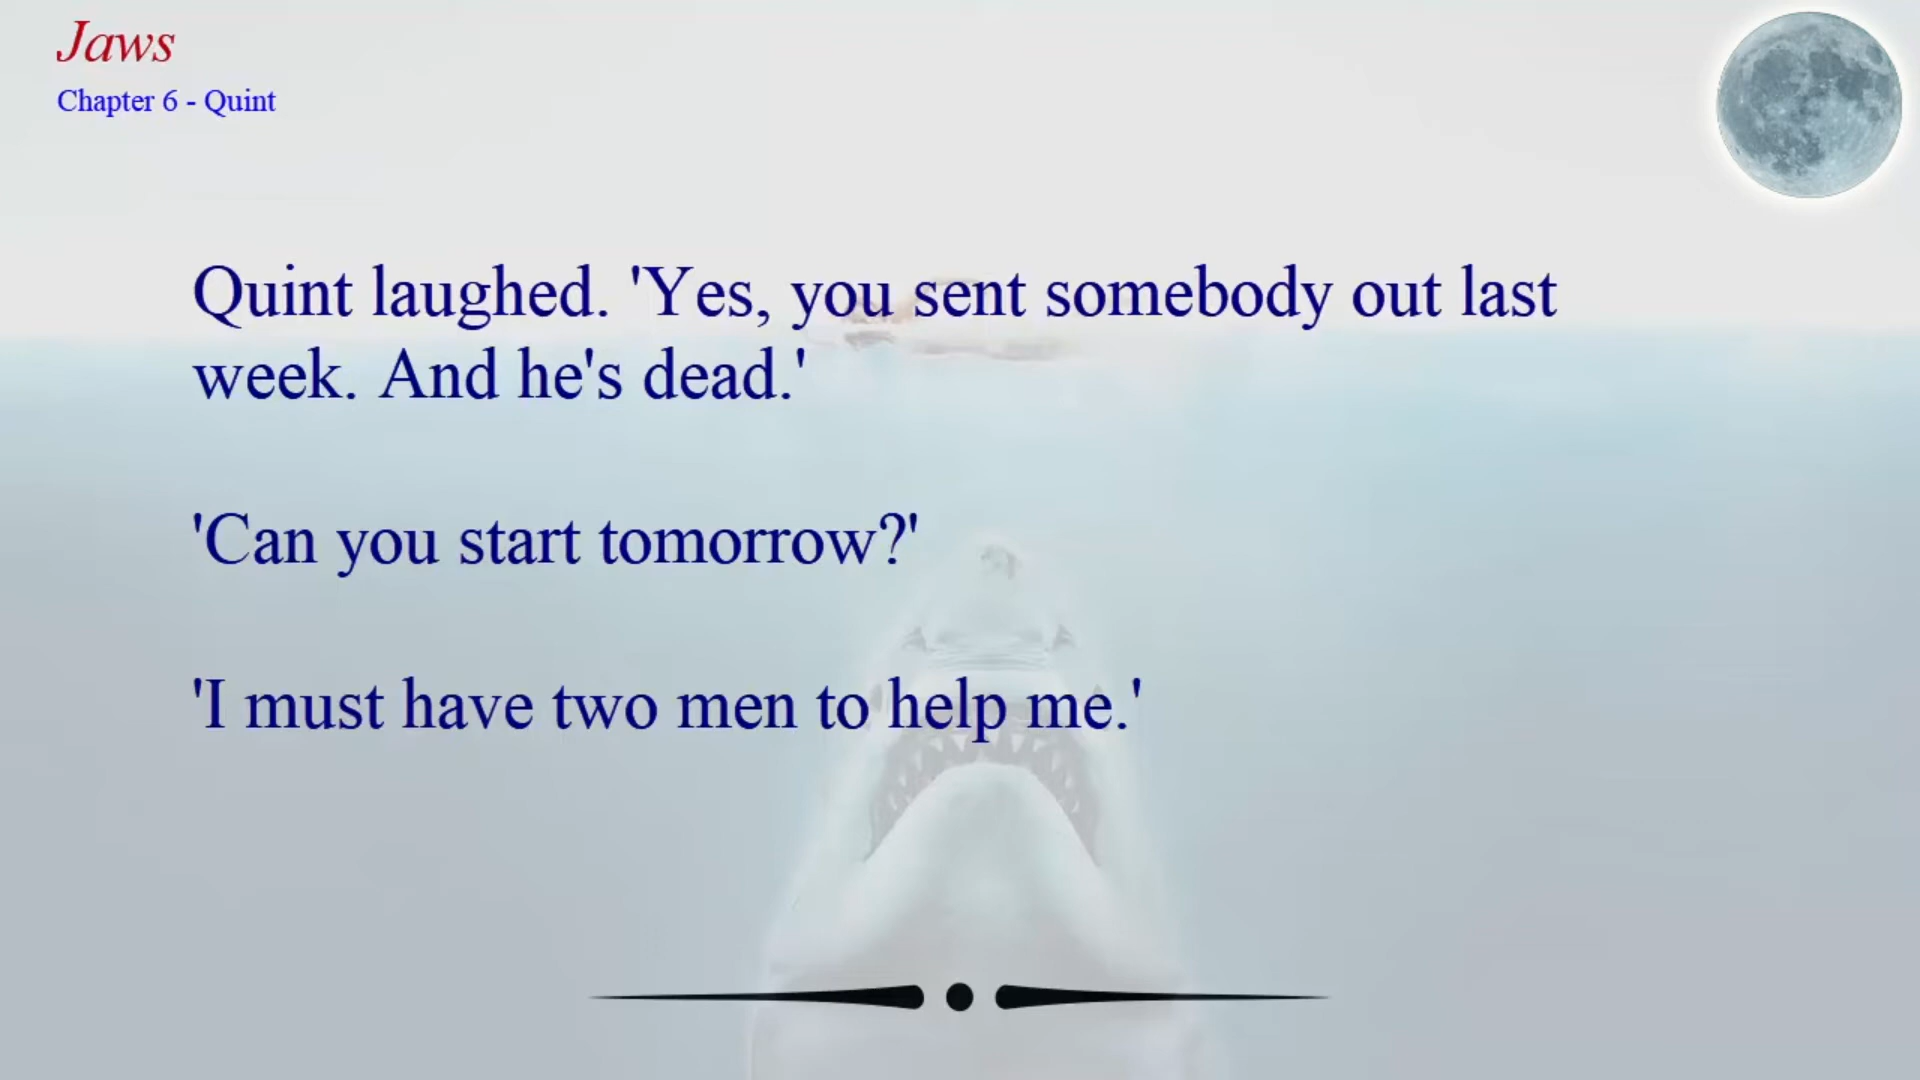 Jaws
Chapter 6 - Quint
Quint laughed. 'Yes, you sent somebody out last
week. And he's dead.'
'Can you start tomorrow?'
'I must have two men to help me.'